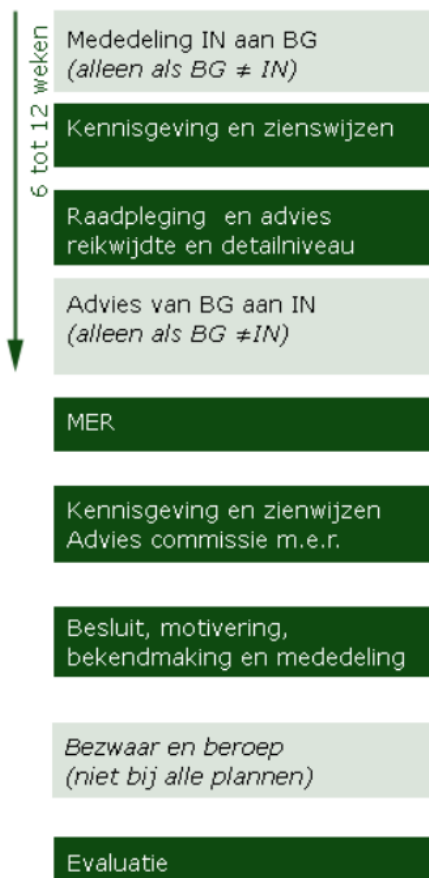 6 tot 12 weken
Mededeling IN aan BG
(alleen als BG ≠ IN)
Kennisgeving en zienswijzen
Raadpleging en advies
reikwijdte en detailniveau
Advies van BG aan IN
(alleen als BG ≠IN)
MER
Kennisgeving en zienwijzen
Advies commissie m.e.r.
Besluit, motivering,
bekendmaking en mededeling
Bezwaar en beroep
(niet bij alle plannen)
Evaluatie